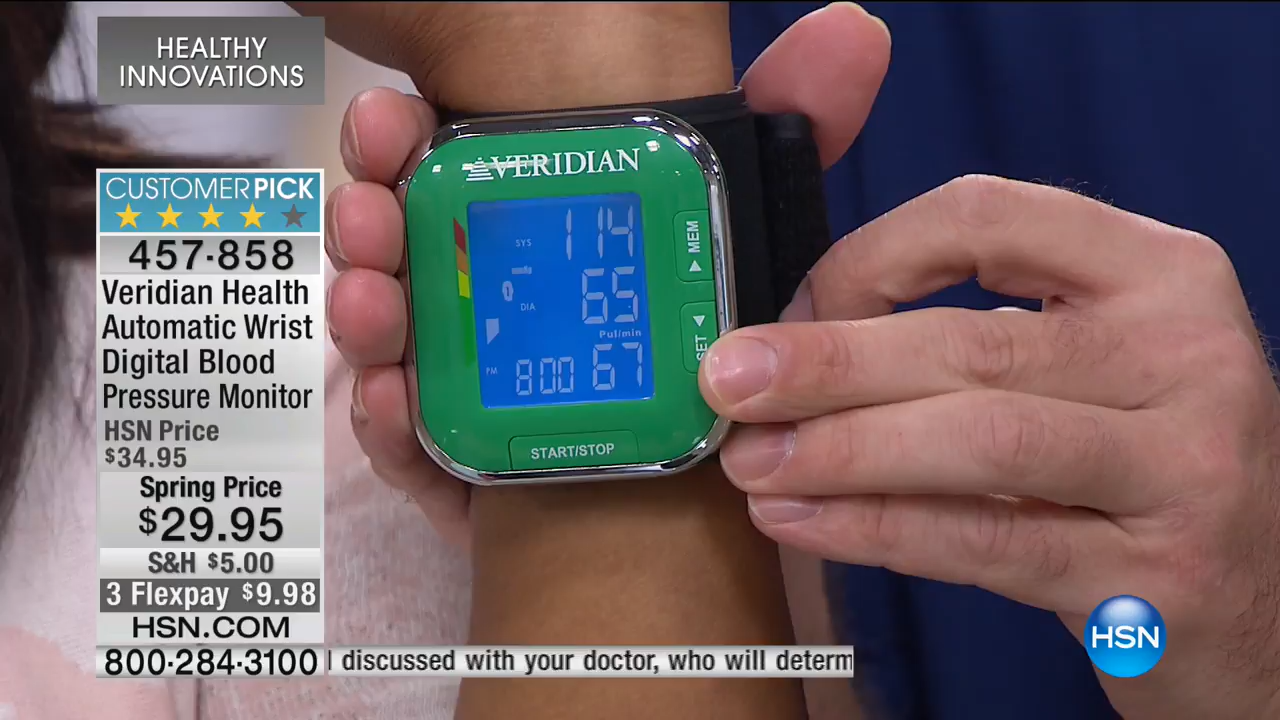 HEALTHY
INNOVATIONS
CUSTOMER PICK
457-858
Veridian Health
Automatic Wrist
Digital Blood
Pressure Monitor
HSN Price
$34.95
Spring Price
$29.95
S&H $5.00
3 Flexpay $9.98
HSN.COM
800-284-3100
discussed with your doctor, who will determ
VERIDIAN
SYS 114
DIA 65
Pul/min
PM 8:00 67
MEM
SET
START/STOP
HSN